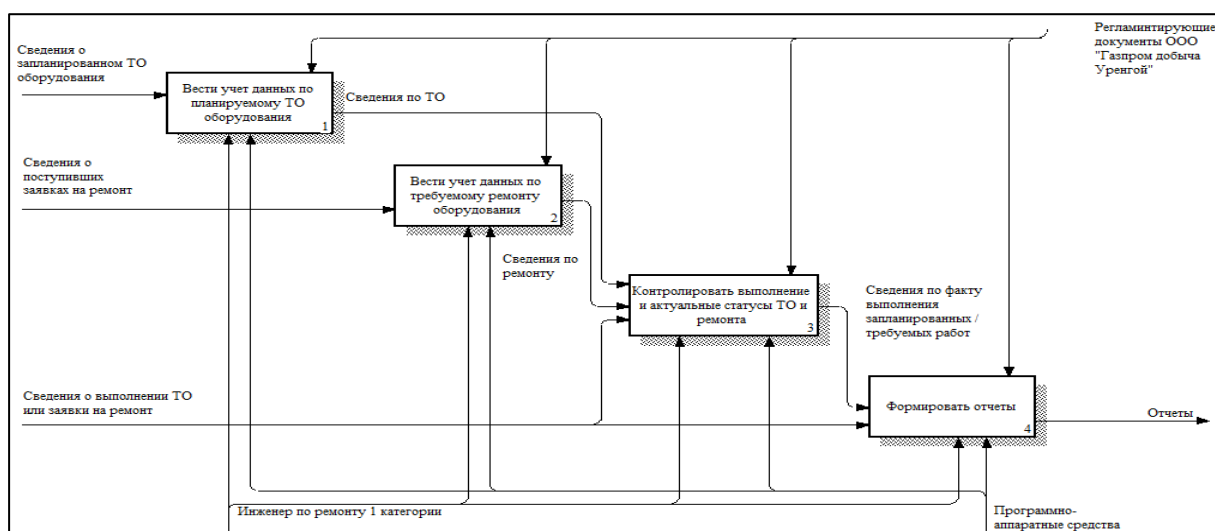 Сведения о
запланированном ТО
оборудования
Регламинтирующие
документы ООО
"Газпром добыча
Уренгой"
Вести учет данных по
планируемому ТО
оборудования
1
Сведения по ТО
Сведения о
поступивших
заявках на ремонт
Вести учет данных по
требуемому ремонту
оборудования
2
Сведения по
ремонту
Контролировать выполнение
и актуальные статусы ТО и
ремонта
3
Сведения по факту
выполнения
запланированных /
требуемых работ
Сведения о выполнении ТО
или заявки на ремонт
Формировать отчеты
4
Отчеты
Инженер по ремонту 1 категории
Программно-
аппаратные средства